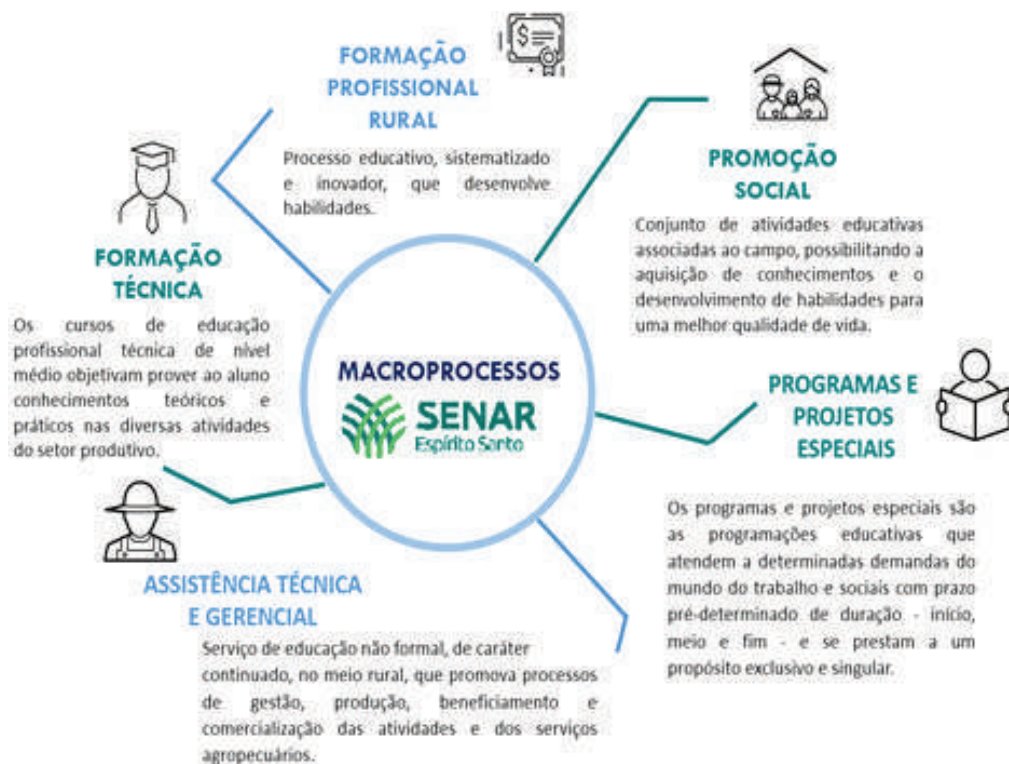 FORMAÇÃO
PROFISSIONAL
RURAL
Processo educativo, sistematizado
e inovador, que desenvolve
habilidades.
PROMOÇÃO
SOCIAL
Conjunto de atividades educativas
associadas ao campo, possibilitando a
aquisição de conhecimentos e o
desenvolvimento de habilidades para
uma melhor qualidade de vida.
FORMAÇÃO
TÉCNICA
Os cursos de educação
profissional técnica de nível
médio objetivam prover ao aluno
conhecimentos teóricos e
práticos nas diversas atividades
do setor produtivo.
MACROPROCESSOS
SENAR
Espírito Santo
PROGRAMAS E
PROJETOS
ESPECIAIS
Os programas e projetos especiais são
as programações educativas que
atendem a determinadas demandas do
mundo do trabalho e sociais com prazo
pré-determinado de duração - início,
meio e fim - e se prestam a um
propósito exclusivo e singular.
ASSISTÊNCIA TÉCNICA
E GERENCIAL
Serviço de educação não formal, de caráter
continuado, no meio rural, que promova processos
de gestão, produção, beneficiamento e
comercialização das atividades e dos serviços
agropecuários.